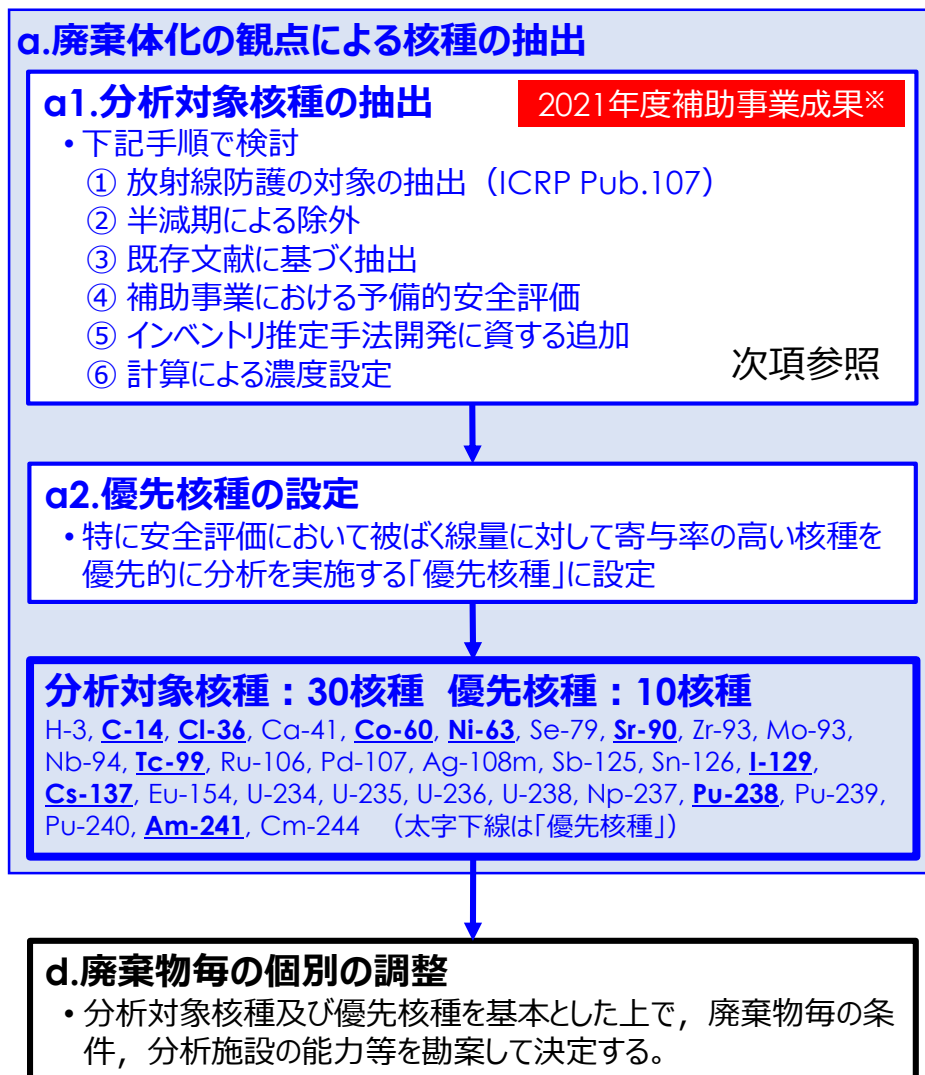 a.廃棄体化の観点による核種の抽出
a1.分析対象核種の抽出
2021年度補助事業成果※
• 下記手順で検討
① 放射線防護の対象の抽出（ICRP Pub.107）
② 半減期による除外
③ 既存文献に基づく抽出
④ 補助事業における予備的安全評価
⑤ インベントリ推定手法開発に資する追加
⑥ 計算による濃度設定
次項参照
a2.優先核種の設定
• 特に安全評価において被ばく線量に対して寄与率の高い核種を
優先的に分析を実施する「優先核種」に設定
分析対象核種：30核種 優先核種：10核種
H-3, C-14, Cl-36, Ca-41, Co-60, Ni-63, Se-79, Sr-90, Zr-93, Mo-93,
Nb-94, Tc-99, Ru-106, Pd-107, Ag-108m, Sb-125, Sn-126, I-129,
Cs-137, Eu-154, U-234, U-235, U-236, U-238, Np-237, Pu-238, Pu-239,
Pu-240, Am-241, Cm-244 （太字下線は「優先核種」）
d.廃棄物毎の個別の調整
• 分析対象核種及び優先核種を基本とした上で，廃棄物毎の条
件，分析施設の能力等を勘案して決定する。